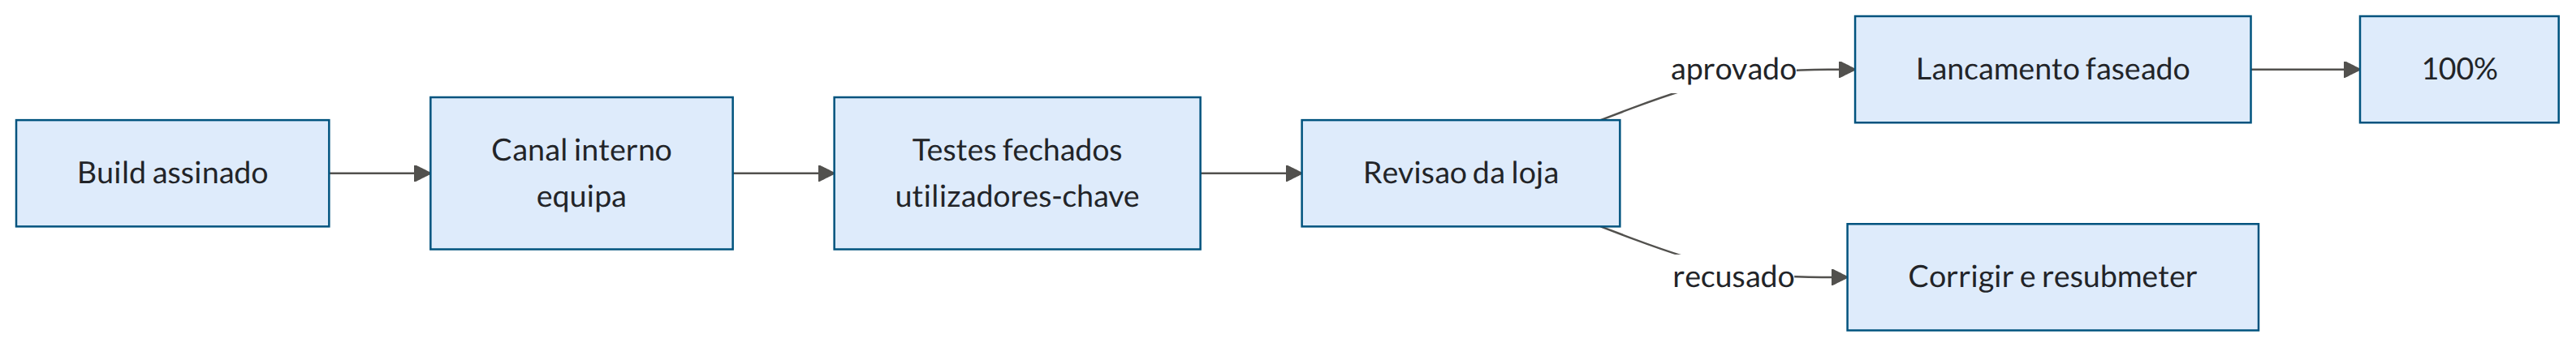 Build assinado
Canal interno
equipa
Testes fechados
utilizadores-chave
Revisao da loja
aprovado
Lancamento faseado
100%
recusado
Corrigir e resubmeter